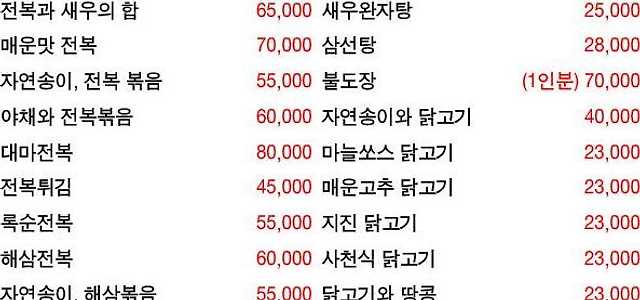 전복과 새우의 합 65,000 새우완자탕 25,000
매운맛 전복 70,000 삼선탕 28,000
자연송이, 전복 볶음 55,000 불도장 (1인분) 70,000
야채와 전복볶음 60,000 자연송이와 닭고기 40,000
대마전복 80,000 마늘쏘스 닭고기 23,000
전복튀김 45,000 매운고추 닭고기 23,000
록순전복 55,000 지진 닭고기 23,000
해삼전복 60,000 사천식 닭고기 23,000
자연송이, 해삼볶음 55,000 닭고기와 땅콩 23,000